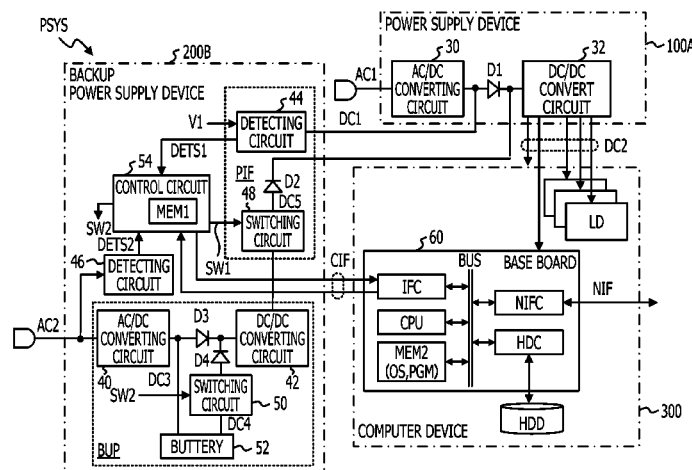 PSYS
200B
BACKUP
POWER SUPPLY DEVICE
POWER SUPPLY DEVICE
100A
AC1
30
AC/DC
CONVERTING
CIRCUIT
D1
32
DC/DC
CONVERT
CIRCUIT
DC1
DC2
44
V1
DETECTING
CIRCUIT
DETS1
54
CONTROL CIRCUIT
MEM1
PIF
D2
DC5
48
SWITCHING
CIRCUIT
SW2
DETS2
SW1
46
DETECTING
CIRCUIT
CIF
LD
60
BUS
BASE BOARD
IFC
CPU
MEM2
(OS,PGM)
NIFC
HDC
NIF
HDD
COMPUTER DEVICE
300
AC2
AC/DC
CONVERTING
CIRCUIT
40
D3
D4
DC/DC
CONVERTING
CIRCUIT
42
DC3
SW2
SWITCHING
CIRCUIT
50
DC4
BUTTERY
52
BUP